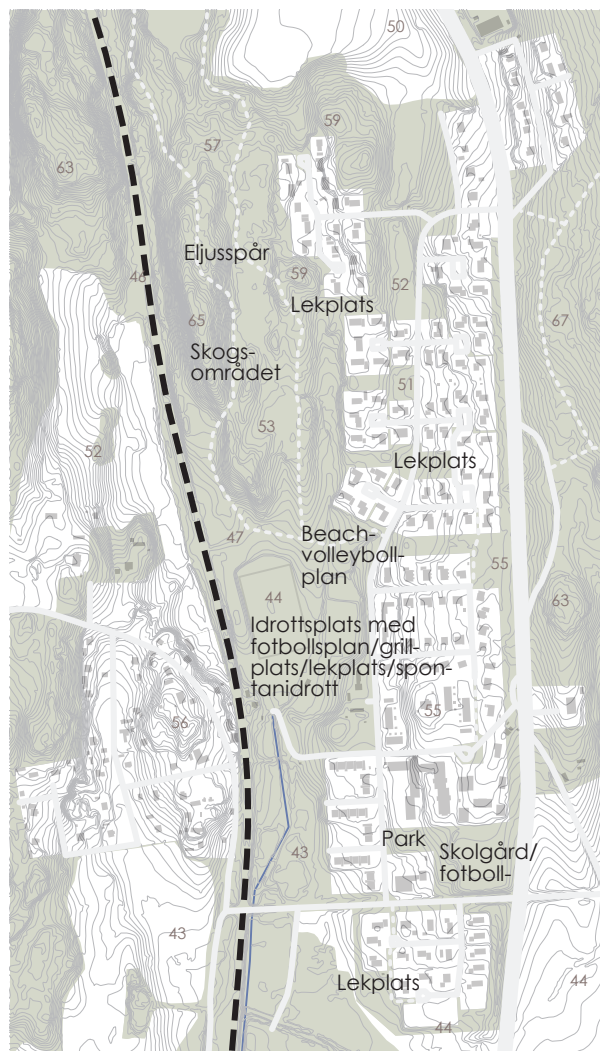 50
59
57
63
Eljusspår
46
59
52
Lekplats
67
65
Skogs-
området
51
53
52
Lekplats
47
Beach-
volleyboll-
plan
55
44
63
Idrottsplats med
fotbollsplan/grill-
plats/lekplats/spon-
tanidrott
56
55
Park
43
Skolgård/
fotboll-
43
Lekplats
44
44